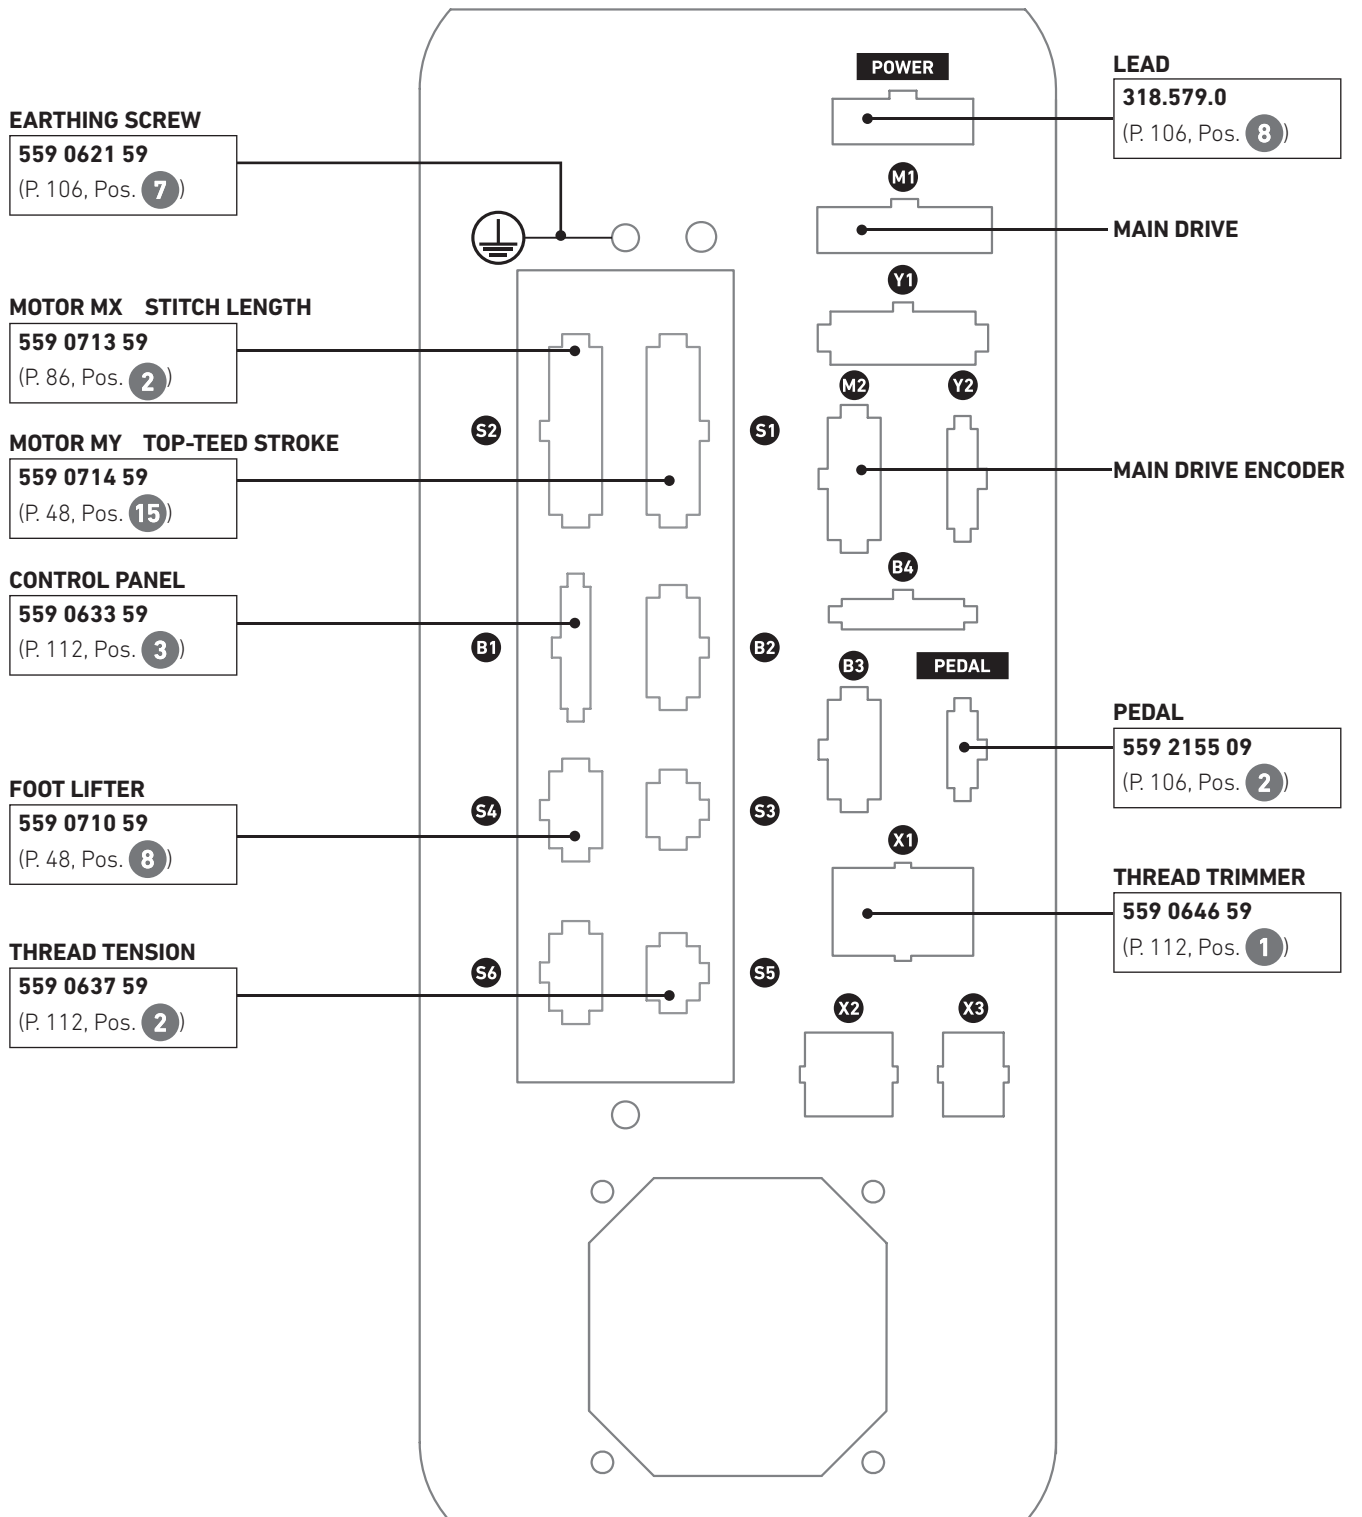 EARTHING SCREW
559 0621 59
(P. 106, Pos. 7)
MOTOR MX STITCH LENGTH
559 0713 59
(P. 86, Pos. 2)
MOTOR MY TOP-TEED STROKE
559 0714 59
(P. 48, Pos. 15)
CONTROL PANEL
559 0633 59
(P. 112, Pos. 3)
FOOT LIFTER
559 0710 59
(P. 48, Pos. 8)
THREAD TENSION
559 0637 59
(P. 112, Pos. 2)
S2
S1
B1
B2
S4
S3
S6
S5
POWER
M1
Y1
M2
Y2
B4
B3
PEDAL
X1
X2
X3
LEAD
318.579.0
(P. 106, Pos. 8)
MAIN DRIVE
MAIN DRIVE ENCODER
PEDAL
559 2155 09
(P. 106, Pos. 2)
THREAD TRIMMER
559 0646 59
(P. 112, Pos. 1)